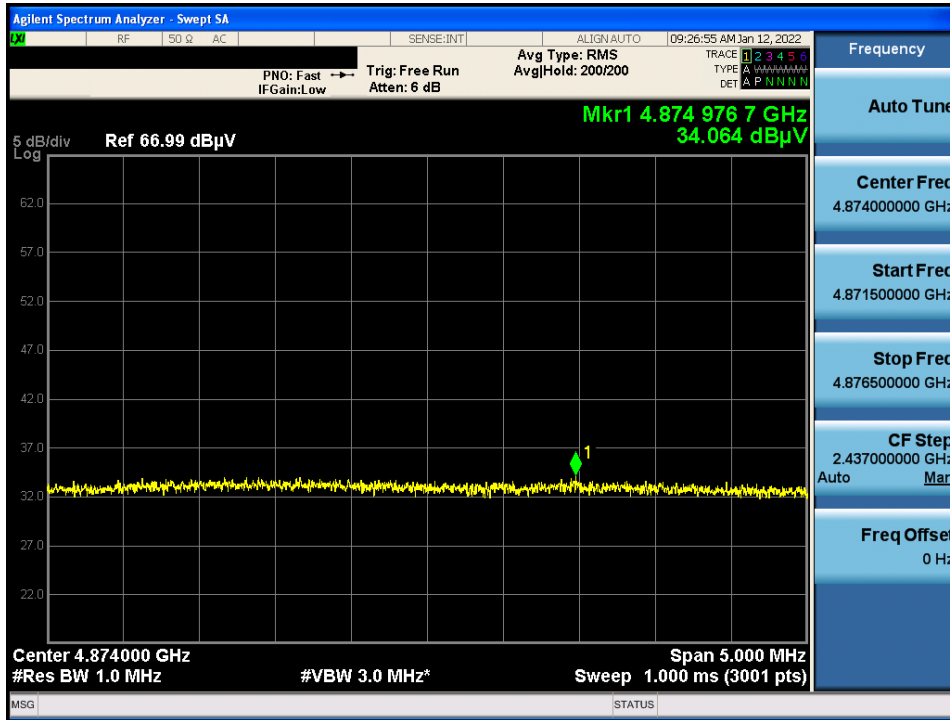 Agilent Spectrum Analyzer - Swept SA
LXI RF 50 Ω AC SENSE:INT ALIGN AUTO 09:26:55 AM Jan 12, 2022
PNO: Fast
IFGain:Low
Trig: Free Run
Atten: 6 dB
Avg Type: RMS
Avg|Hold: 200/200
TRACE 1 2 3 4 5 6
TYPE A WWWWW
DET A P N N N N
Mkr1 4.874 976 7 GHz
34.064 dBµV
5 dB/div Ref 66.99 dBµV
Log
62.0
57.0
52.0
47.0
42.0
37.0
32.0
27.0
22.0
1
Center 4.874000 GHz Span 5.000 MHz
#Res BW 1.0 MHz #VBW 3.0 MHz* Sweep 1.000 ms (3001 pts)
MSG STATUS
Frequency
Auto Tune
Center Freq
4.874000000 GHz
Start Freq
4.871500000 GHz
Stop Freq
4.876500000 GHz
CF Step
2.437000000 GHz
Auto Man
Freq Offset
0 Hz